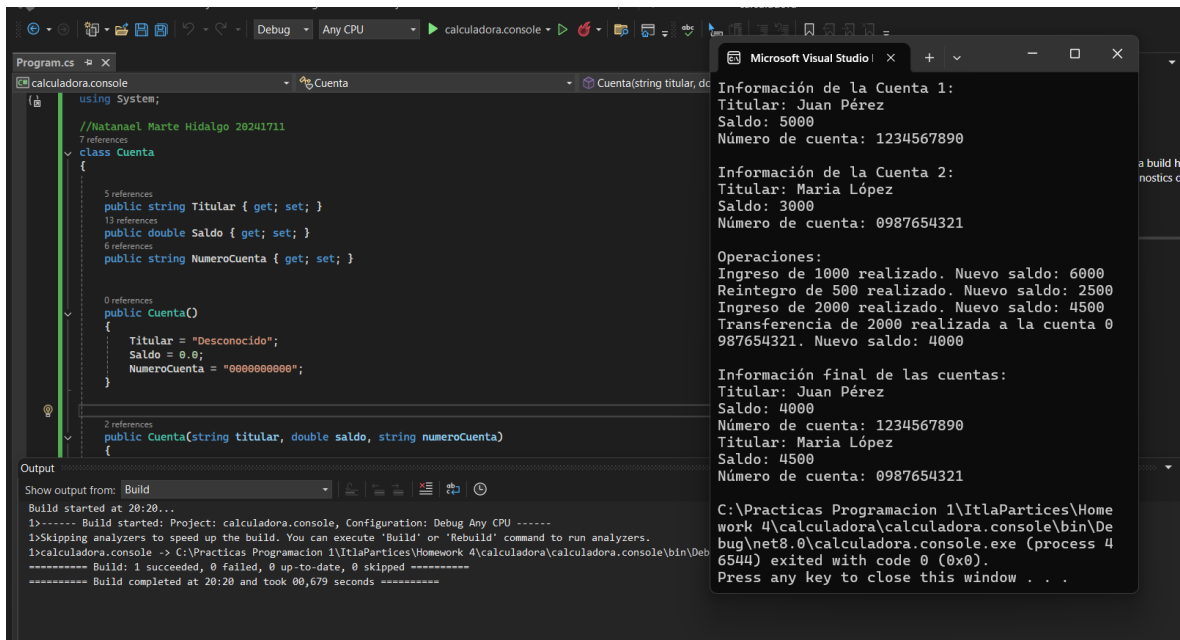 Debug
Any CPU
calculadora.console
Program.cs
calculadora.console
Cuenta
Cuenta(string titular, do
using System;
//Natanael Marte Hidalgo 20241711
7 references
class Cuenta
{
5 references
public string Titular { get; set; }
13 references
public double Saldo { get; set; }
6 references
public string NumeroCuenta { get; set; }
0 references
public Cuenta()
{
Titular = "Desconocido";
Saldo = 0.0;
NumeroCuenta = "0000000000";
}
2 references
public Cuenta(string titular, double saldo, string numeroCuenta)
{
Output
Show output from: Build
Build started at 20:20...
1>------ Build started: Project: calculadora.console, Configuration: Debug Any CPU ------
1>Skipping analyzers to speed up the build. You can execute 'Build' or 'Rebuild' command to run analyzers.
1>calculadora.console -> C:\Practicas Programacion 1\ItlaPartices\Homework 4\calculadora\calculadora.console\bin\Deb
========== Build: 1 succeeded, 0 failed, 0 up-to-date, 0 skipped ==========
========== Build completed at 20:20 and took 00,679 seconds ==========
Microsoft Visual Studio
Información de la Cuenta 1:
Titular: Juan Pérez
Saldo: 5000
Número de cuenta: 1234567890
Información de la Cuenta 2:
Titular: Maria López
Saldo: 3000
Número de cuenta: 0987654321
Operaciones:
Ingreso de 1000 realizado. Nuevo saldo: 6000
Reintegro de 500 realizado. Nuevo saldo: 2500
Ingreso de 2000 realizado. Nuevo saldo: 4500
Transferencia de 2000 realizada a la cuenta 0
987654321. Nuevo saldo: 4000
Información final de las cuentas:
Titular: Juan Pérez
Saldo: 4000
Número de cuenta: 1234567890
Titular: Maria López
Saldo: 4500
Número de cuenta: 0987654321
C:\Practicas Programacion 1\ItlaPartices\Home
work 4\calculadora\calculadora.console\bin\De
bug\net8.0\calculadora.console.exe (process 4
6544) exited with code 0 (0x0).
Press any key to close this window . . .
a build h
nostics o